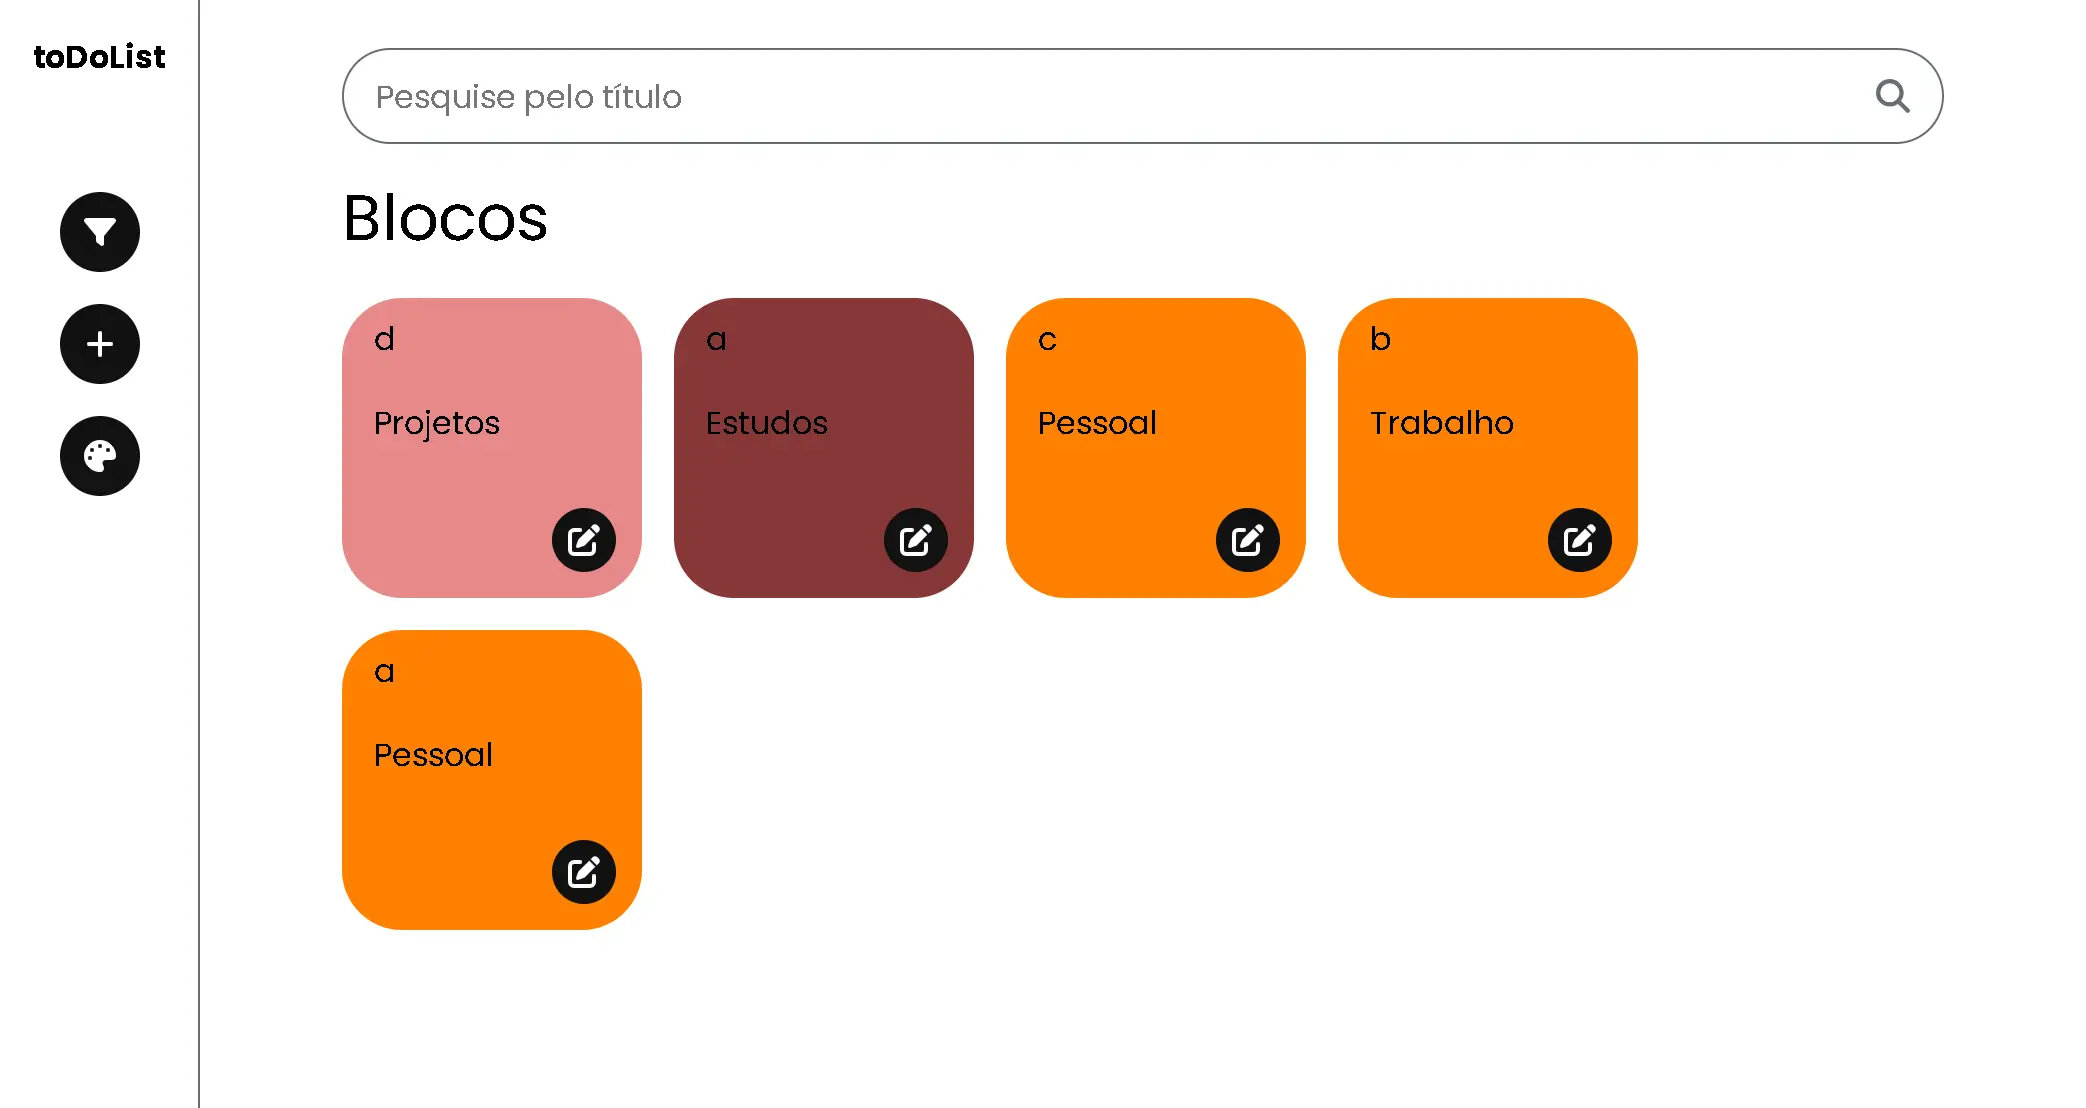 toDoList
Pesquise pelo título
Blocos
d
Projetos
a
Estudos
c
Pessoal
b
Trabalho
a
Pessoal